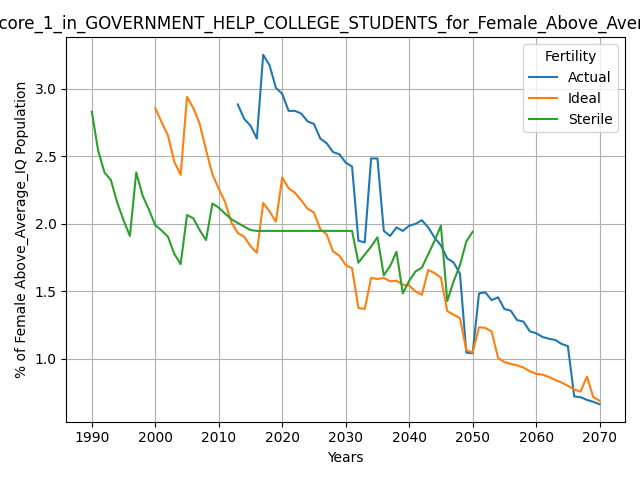 core_1_in_GOVERNMENT_HELP_COLLEGE_STUDENTS_for_Female_Above_Aver
Fertility
Actual
Ideal
Sterile
% of Female Above_Average_IQ Population
3.0
2.5
2.0
1.5
1.0
1990 2000 2010 2020 2030 2040 2050 2060 2070
Years